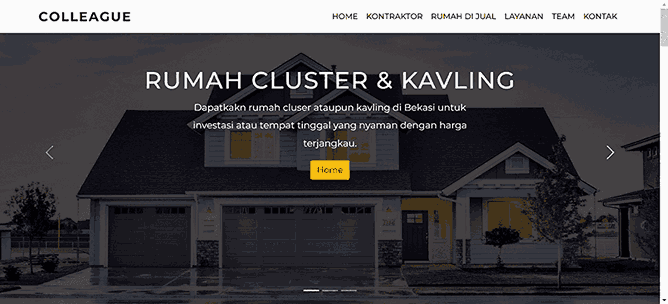 COLLEAGUE
HOME KONTRAKTOR RUMAH DI JUAL LAYANAN TEAM KONTAK
RUMAH CLUSTER & KAVLING
Dapatkakn rumah cluser ataupun kavling di Bekasi untuk
investasi atau tempat tinggal yang nyaman dengan harga
terjangkau.
Home